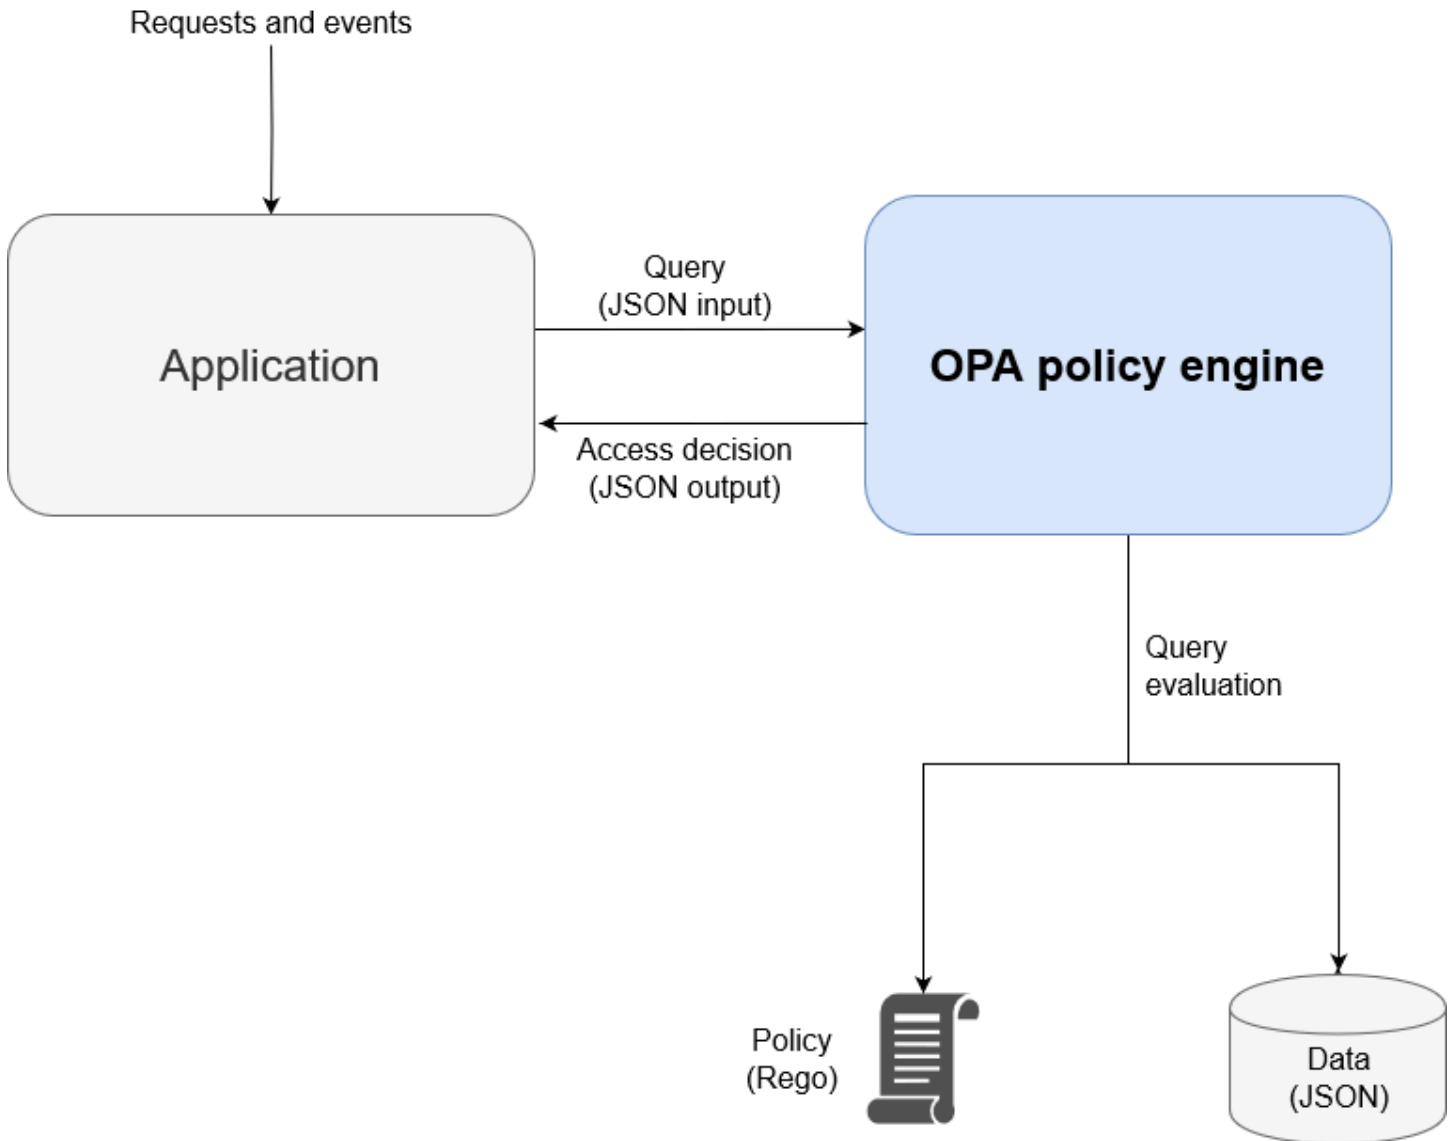 Requests and events
Query
(JSON input)
Application
OPA policy engine
Access decision
(JSON output)
Query
evaluation
Policy
(Rego)
Data
(JSON)